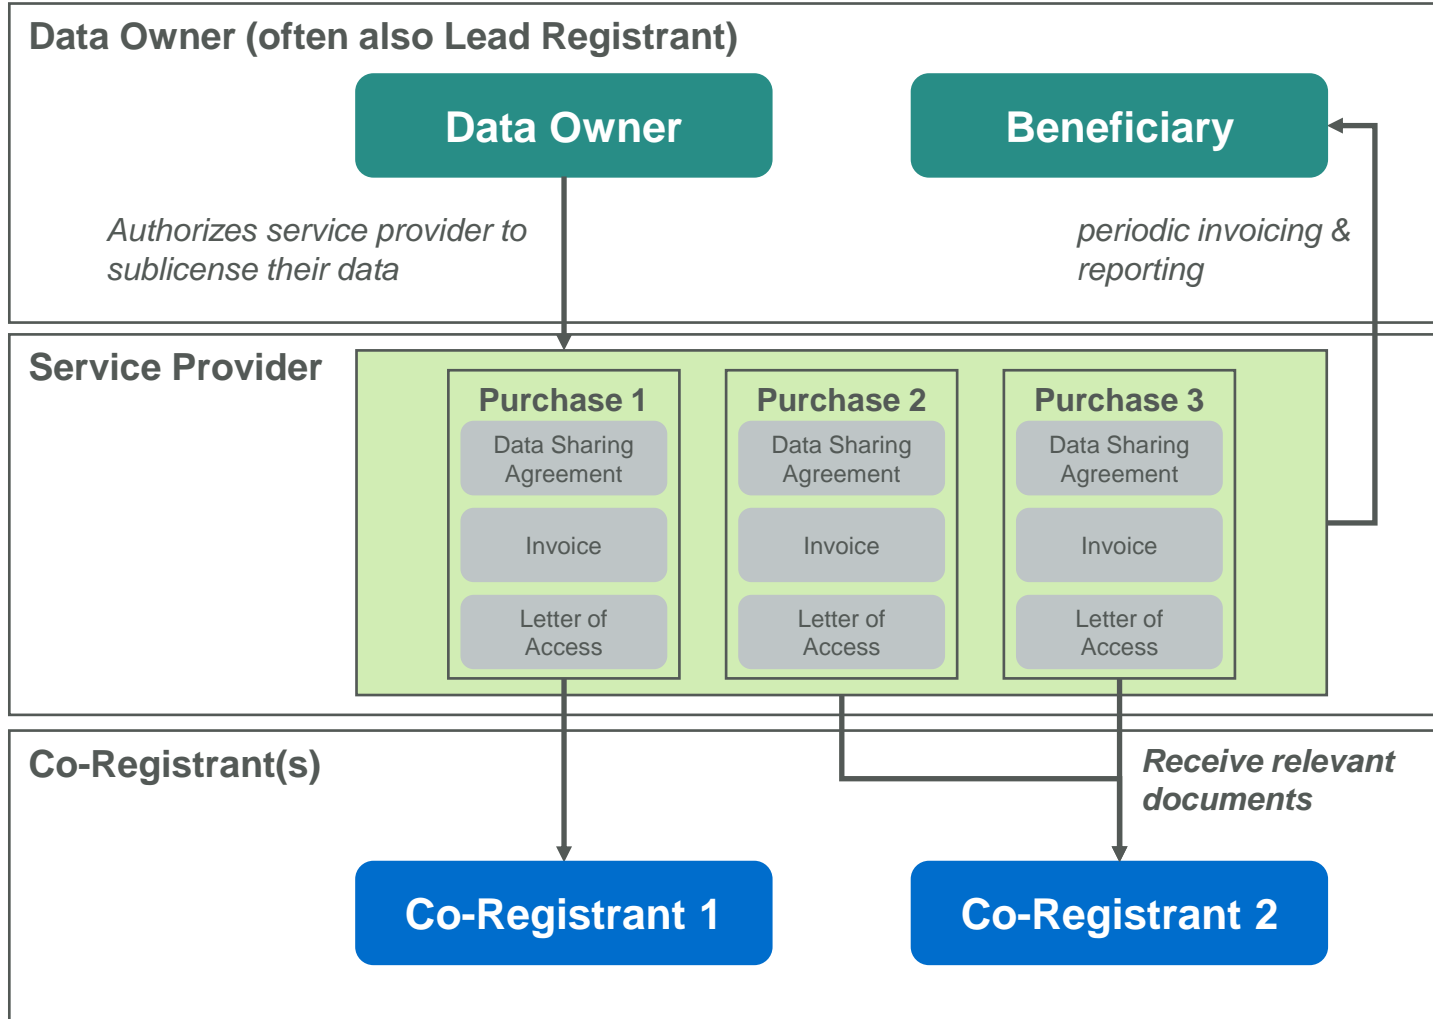 Data Owner (often also Lead Registrant)
Data Owner
Beneficiary
Authorizes service provider to
sublicense their data
periodic invoicing &
reporting
Service Provider
Purchase 1
Data Sharing
Agreement
Invoice
Letter of
Access
Purchase 2
Data Sharing
Agreement
Invoice
Letter of
Access
Purchase 3
Data Sharing
Agreement
Invoice
Letter of
Access
Co-Registrant(s)
Receive relevant
documents
Co-Registrant 1
Co-Registrant 2